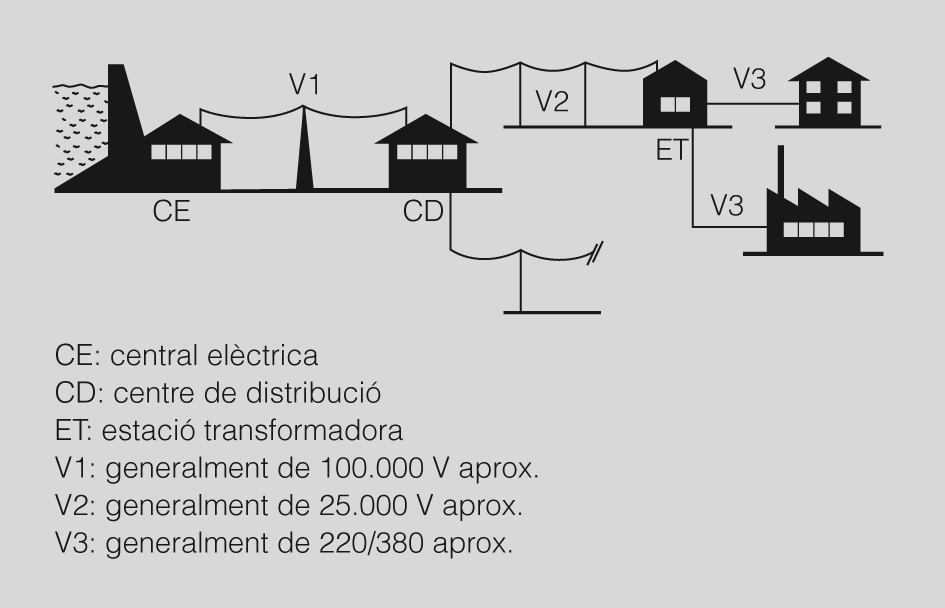 V1
V2
V3
ET
V3
CE
CD
CE: central elèctrica
CD: centre de distribució
ET: estació transformadora
V1: generalment de 100.000 V aprox.
V2: generalment de 25.000 V aprox.
V3: generalment de 220/380 aprox.